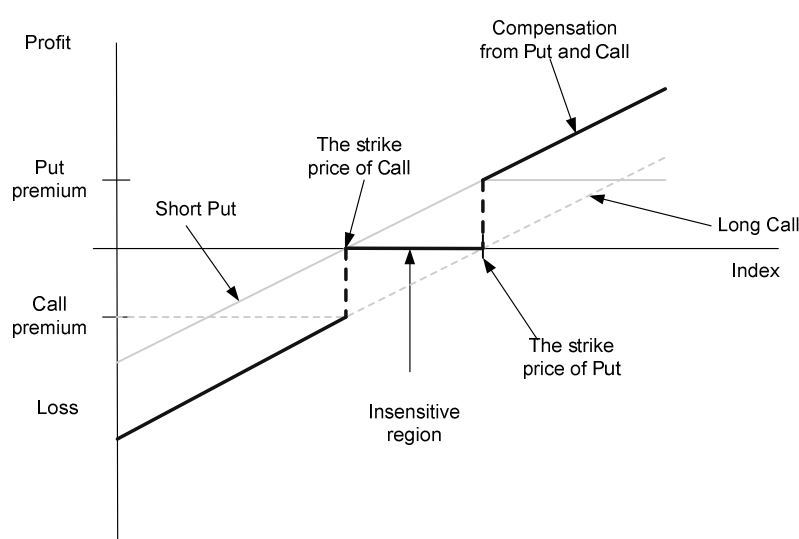 Compensation
from Put and Call
Profit
The strike
price of Call
Put
premium
Short Put
Long Call
Index
Call
premium
The strike
price of Put
Loss
Insensitive
region